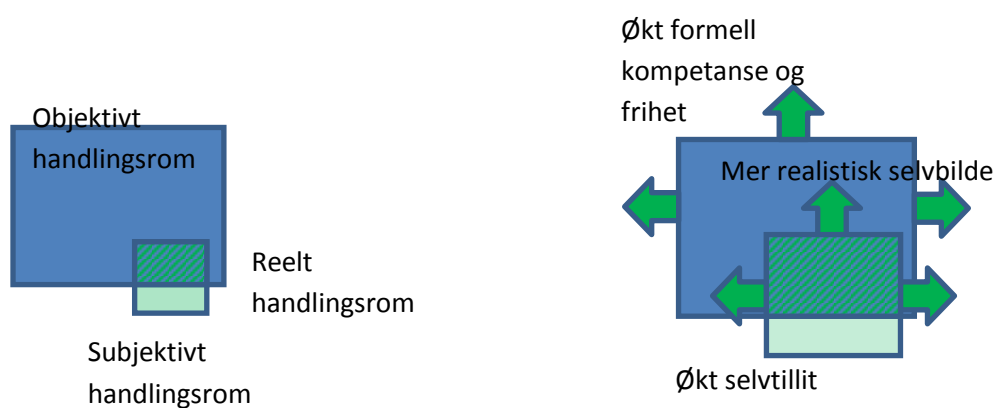 Objektivt
handlingsrom
Reelt
handlingsrom
Subjektivt
handlingsrom
Økt formell
kompetanse og
frihet
Mer realistisk selvbilde
Økt selvtillit